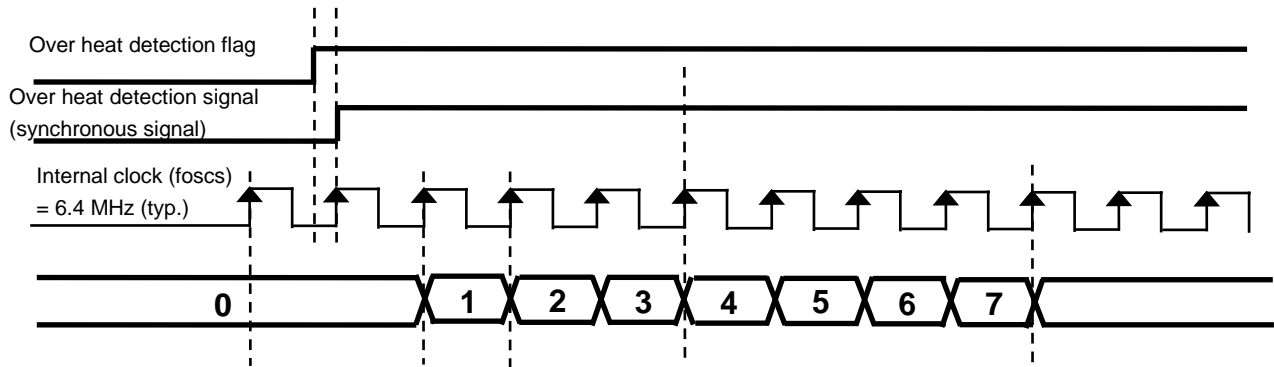 Over heat detection flag
Over heat detection signal
(synchronous signal)
Internal clock (foscs)
= 6.4 MHz (typ.)
0 1 2 3 4 5 6 7